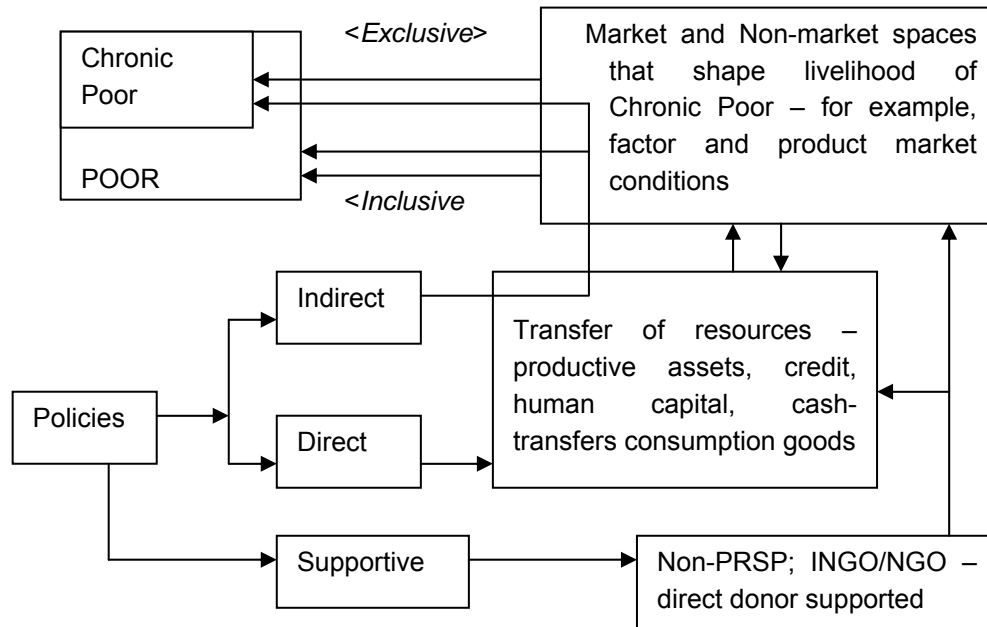 <Exclusive>
Chronic
Poor
POOR
<Inclusive
Market and Non-market spaces
that shape livelihood of
Chronic Poor – for example,
factor and product market
conditions
Indirect
Transfer of resources –
productive assets, credit,
human capital, cash-
transfers consumption goods
Policies
Direct
Supportive
Non-PRSP; INGO/NGO –
direct donor supported